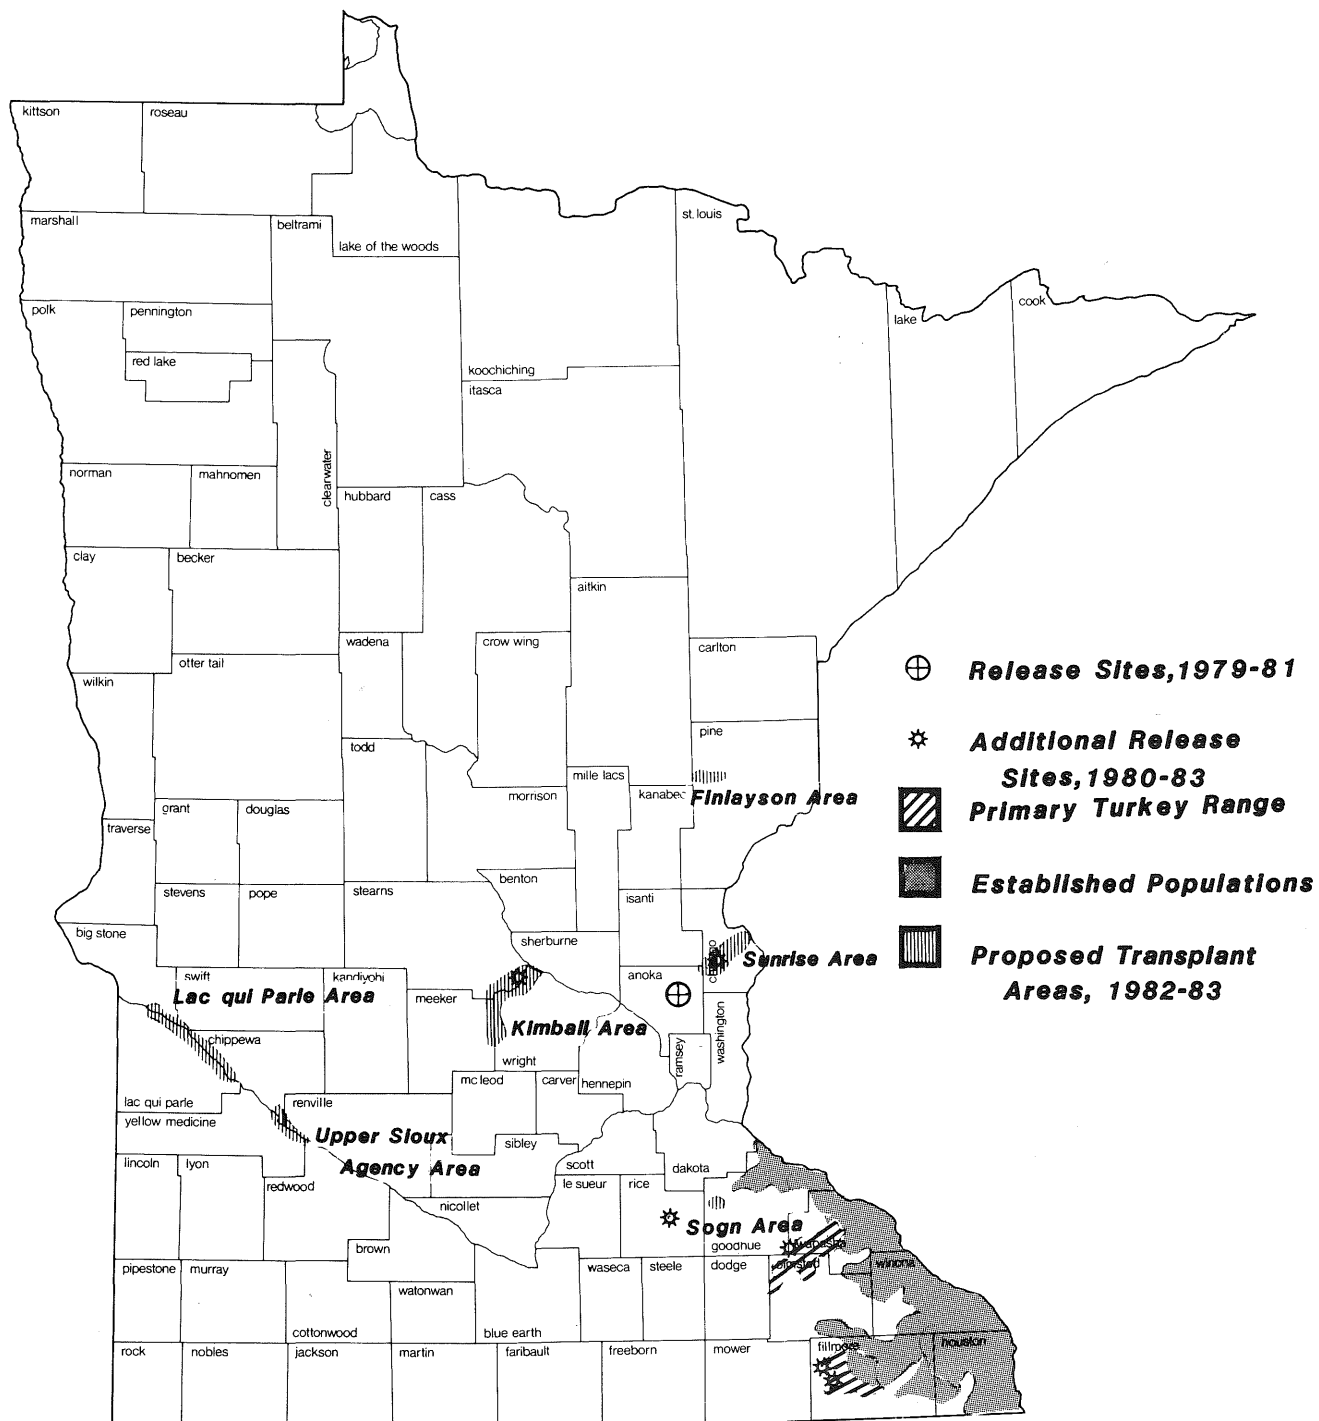 kittson
roseau
marshall
beltrami
lake of the woods
st. louis
polk
pennington
red lake
koochiching
itasca
lake
cook
norman
mahnomen
clearwater
hubbard
cass
clay
becker
aitkin
wadena
crow wing
carlton
otter tail
wilkin
Release Sites, 1979-81
pine
todd
Additional Release
Sites, 1980-83
mille lacs
morrison
kanabec
Finlayson Area
Primary Turkey Range
grant
douglas
traverse
stevens
pope
stearns
benton
isanti
Established Populations
big stone
sherburne
chisago
Sunrise Area
Proposed Transplant
Areas, 1982-83
swift
kandiyohi
anoka
Lac qui Parle Area
meeker
Kimball Area
chippewa
wright
ramsey
washington
mc leod
carver
hennepin
lac qui parle
renville
yellow medicine
Upper Sioux
Agency Area
sibley
scott
dakota
lincoln
lyon
redwood
le sueur
rice
nicollet
Sogn Area
goodhue
wabasha
brown
pipestone
murray
waseca
steele
dodge
olmsted
winona
watonwan
cottonwood
blue earth
rock
nobles
jackson
martin
faribault
freeborn
mower
fillmore
houston